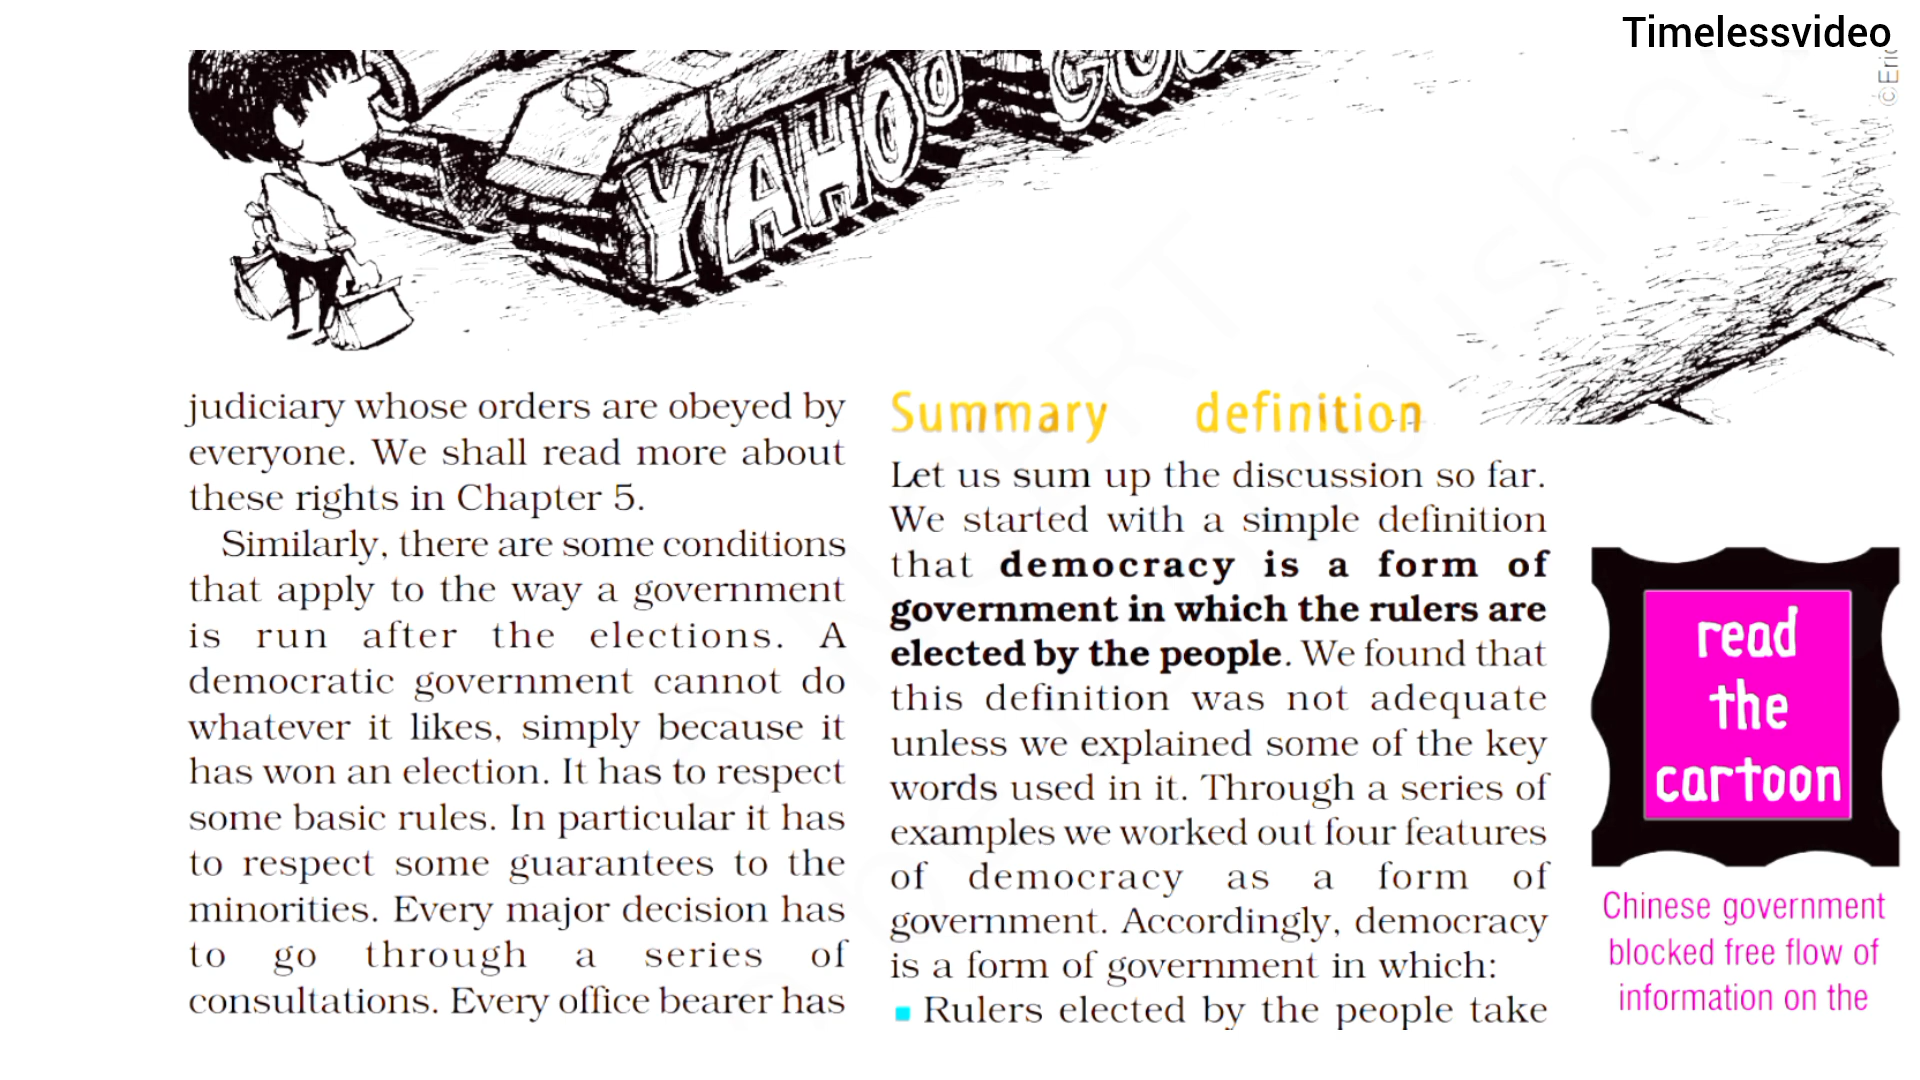 Timelessvideo
YAHOO
©Eric
judiciary whose orders are obeyed by
everyone. We shall read more about
these rights in Chapter 5.
Similarly, there are some conditions
that apply to the way a government
is run after the elections. A
democratic government cannot do
whatever it likes, simply because it
has won an election. It has to respect
some basic rules. In particular it has
to respect some guarantees to the
minorities. Every major decision has
to go through a series of
consultations. Every office bearer has
Summary definition
Let us sum up the discussion so far.
We started with a simple definition
that democracy is a form of
government in which the rulers are
elected by the people. We found that
this definition was not adequate
unless we explained some of the key
words used in it. Through a series of
examples we worked out four features
of democracy as a form of
government. Accordingly, democracy
is a form of government in which:
Rulers elected by the people take
read
the
cartoon
Chinese government
blocked free flow of
information on the